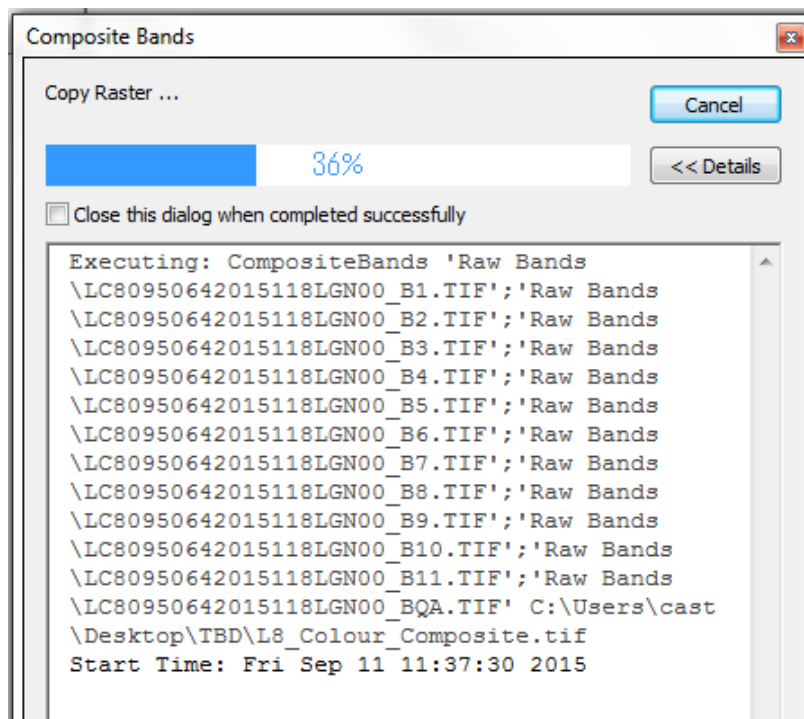 Composite Bands
Copy Raster ...
Cancel
36%
<< Details
Close this dialog when completed successfully
Executing: CompositeBands 'Raw Bands
\LC80950642015118LGN00_B1.TIF';'Raw Bands
\LC80950642015118LGN00_B2.TIF';'Raw Bands
\LC80950642015118LGN00_B3.TIF';'Raw Bands
\LC80950642015118LGN00_B4.TIF';'Raw Bands
\LC80950642015118LGN00_B5.TIF';'Raw Bands
\LC80950642015118LGN00_B6.TIF';'Raw Bands
\LC80950642015118LGN00_B7.TIF';'Raw Bands
\LC80950642015118LGN00_B8.TIF';'Raw Bands
\LC80950642015118LGN00_B9.TIF';'Raw Bands
\LC80950642015118LGN00_B10.TIF';'Raw Bands
\LC80950642015118LGN00_B11.TIF';'Raw Bands
\LC80950642015118LGN00_BQA.TIF' C:\Users\cast
\Desktop\TBD\L8_Colour_Composite.tif
Start Time: Fri Sep 11 11:37:30 2015